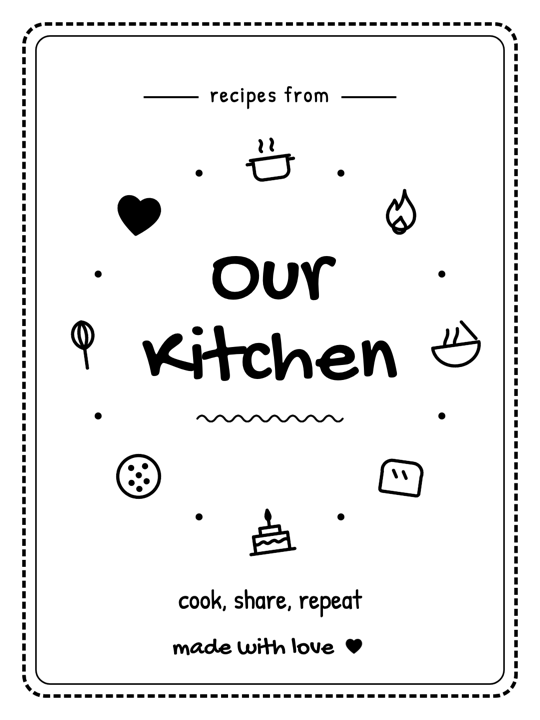 recipes from
Our
Kitchen
cook, share, repeat
made with love